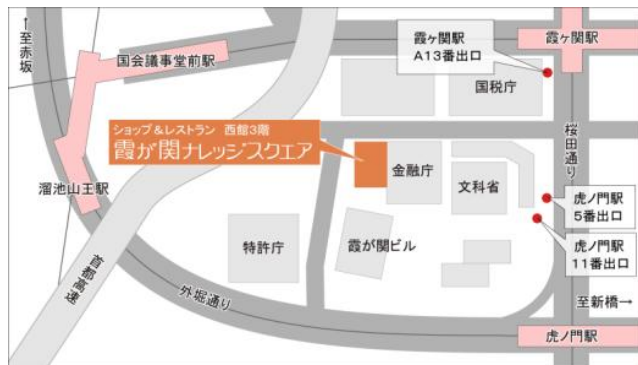 ↑至赤坂
国会議事堂前駅
霞ヶ関駅
A13番出口
霞ヶ関駅
国税庁
ショップ&レストラン 西館3階
霞が関ナレッジスクエア
桜田通り
金融庁
文科省
溜池山王駅
虎ノ門駅
5番出口
特許庁
霞が関ビル
虎ノ門駅
11番出口
首都高速
外堀通り
至新橋→
虎ノ門駅